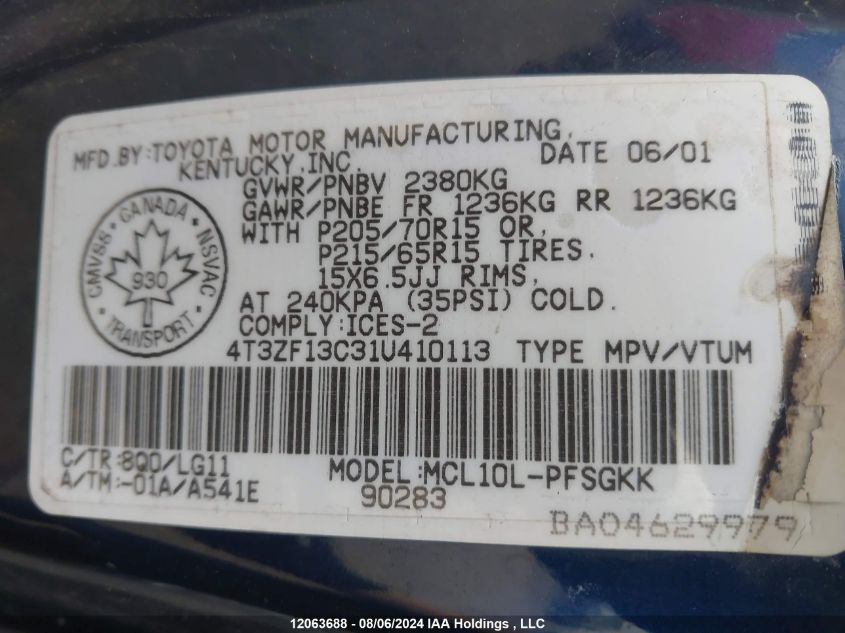 MFD.BY:TOYOTA MOTOR MANUFACTURING,
KENTUCKY,INC. DATE 06/01
GVWR/PNBV 2380KG
GAWR/PNBE FR 1236KG RR 1236KG
WITH P205/70R15 OR,
P215/65R15 TIRES.
15X6.5JJ RIMS,
AT 240KPA (35PSI) COLD.
COMPLY:ICES-2
CANADA
CMVSS NSVAC
930
TRANSPORT
4T3ZF13C31U410113 TYPE MPV/VTUM
C/TR:8Q0/LG11
A/TM:-01A/A541E
MODEL:MCL10L-PFSGKK
90283
BA04629979
12063688 - 08/06/2024 IAA Holdings , LLC